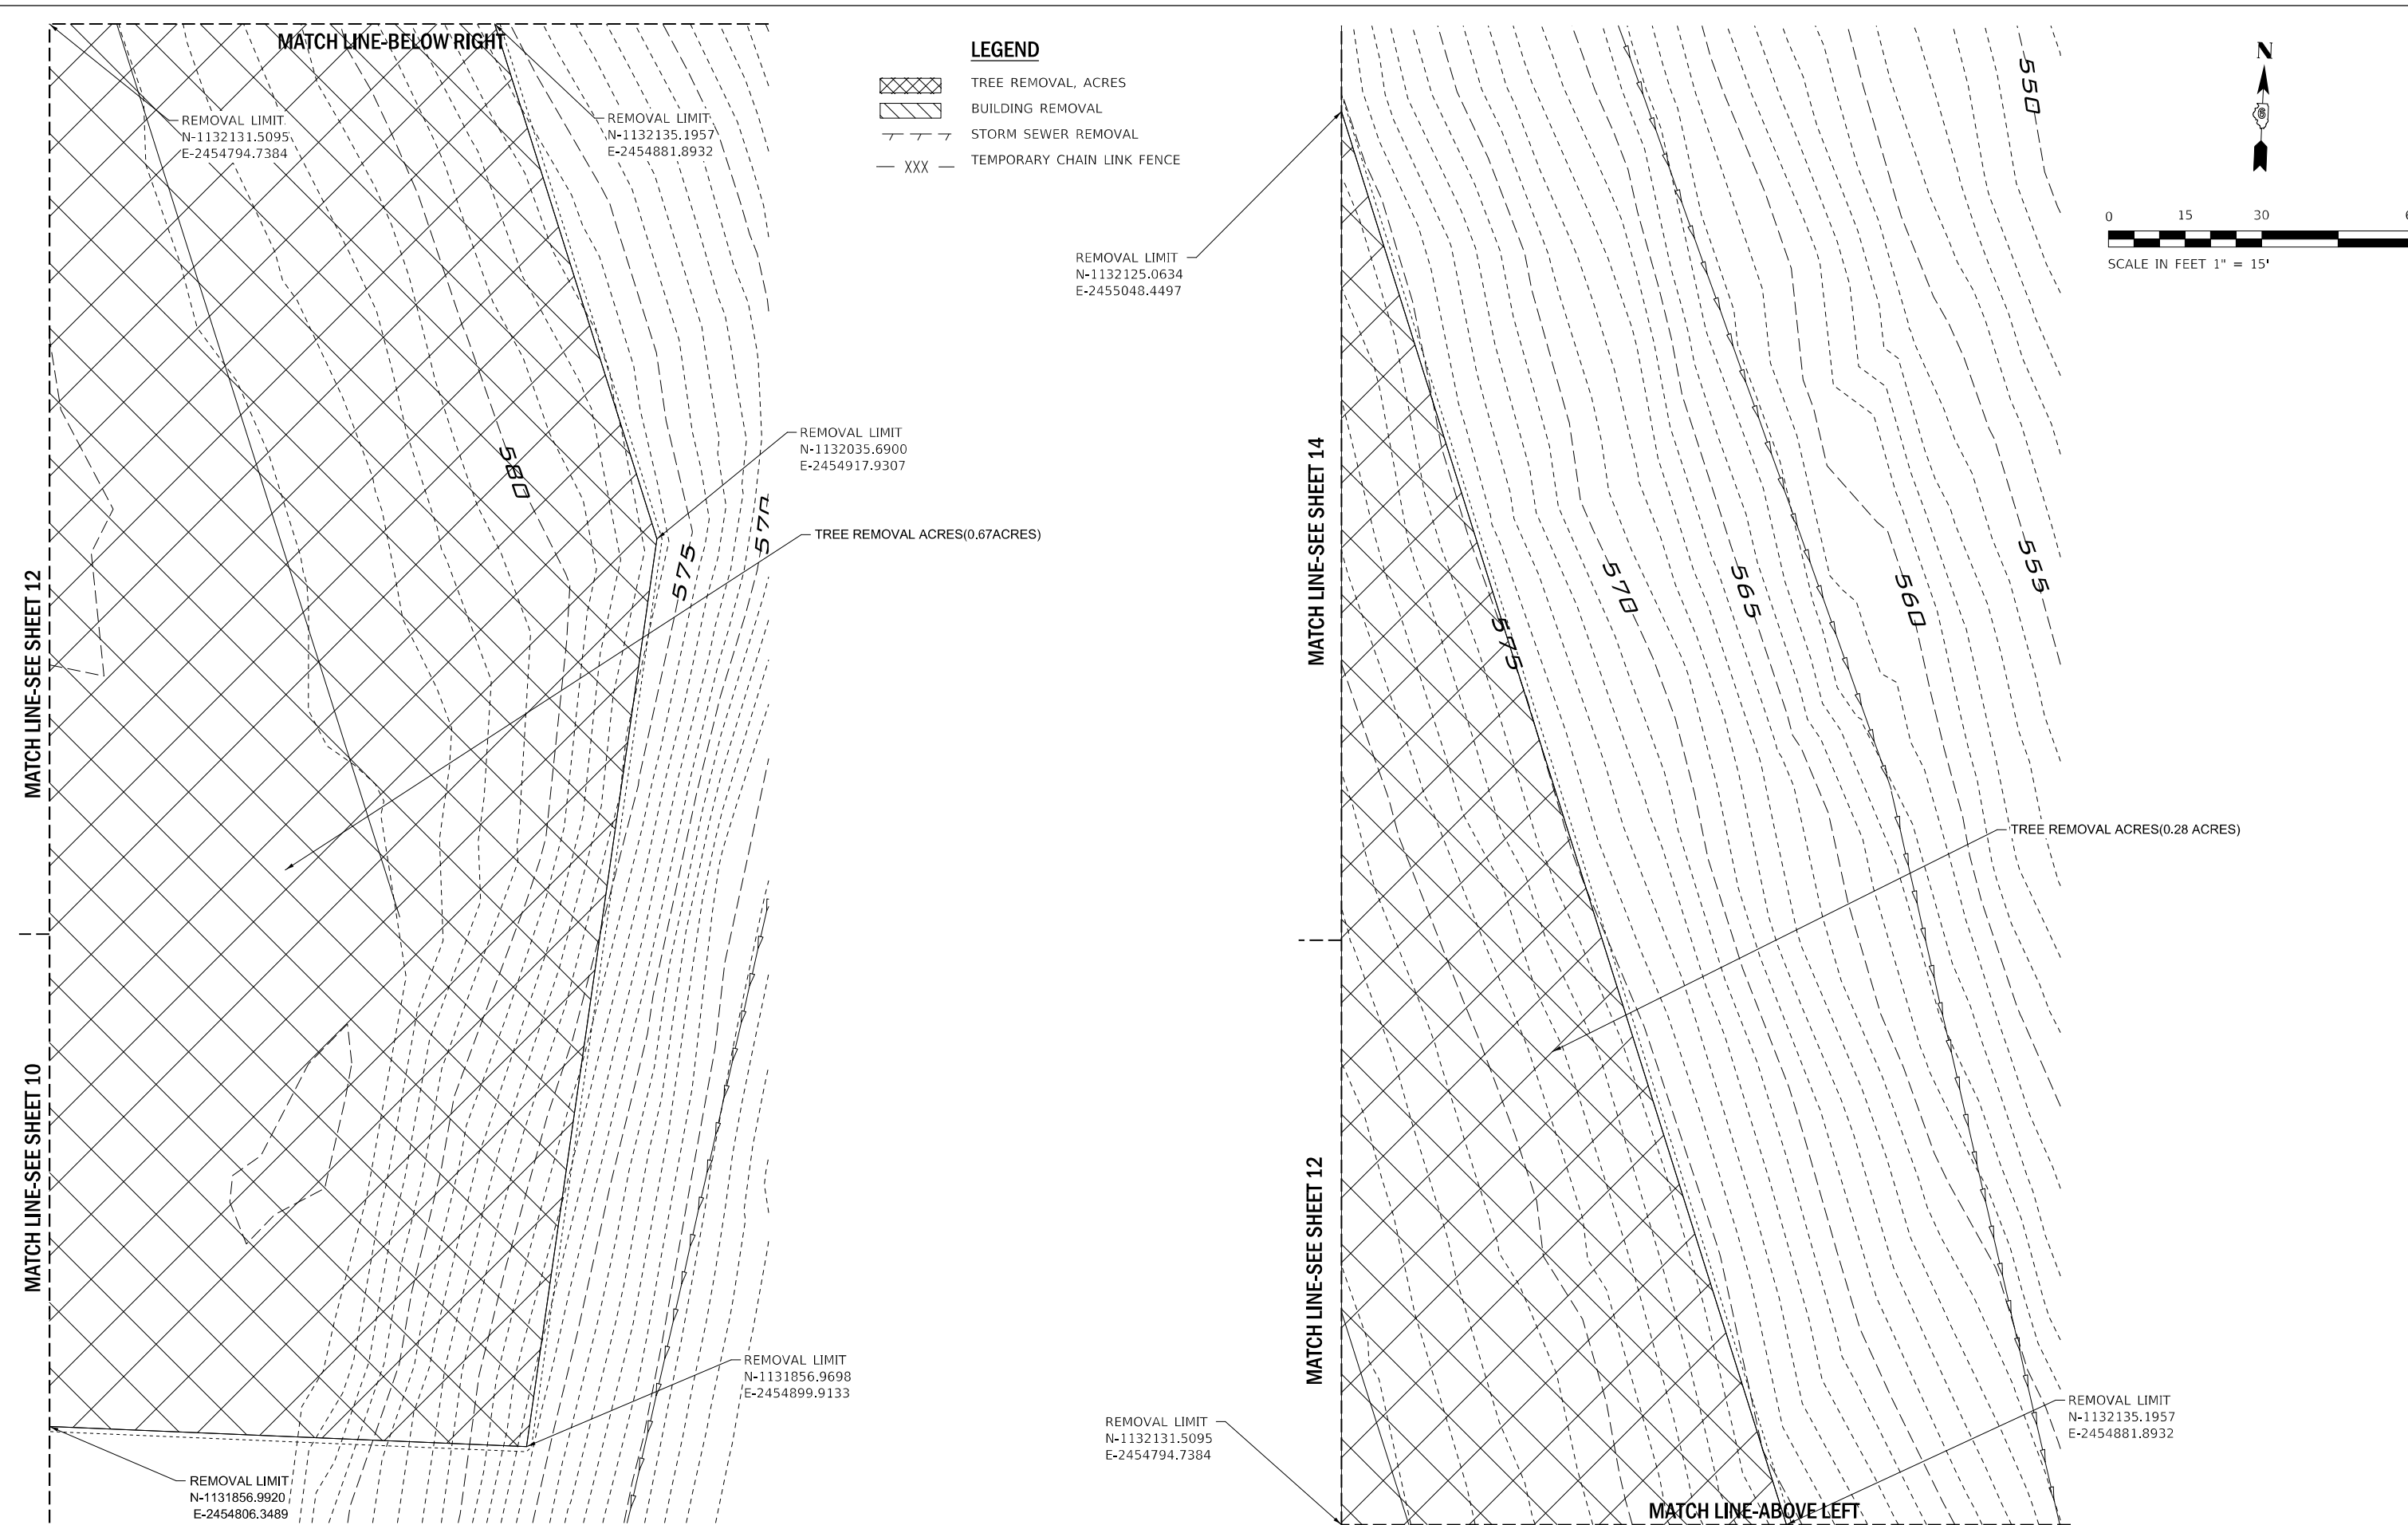 MATCH LINE-BELOW RIGHT
REMOVAL LIMIT
N-1132131.5095
E-2454794.7384
REMOVAL LIMIT
N-1132135.1957
E-2454881.8932
580
REMOVAL LIMIT
N-1132035.6900
E-2454917.9307
TREE REMOVAL ACRES(0.67ACRES)
575
570
MATCH LINE-SEE SHEET 12
MATCH LINE-SEE SHEET 10
REMOVAL LIMIT
N-1131856.9698
E-2454899.9133
REMOVAL LIMIT
N-1131856.9920
E-2454806.3489
LEGEND
TREE REMOVAL, ACRES
BUILDING REMOVAL
STORM SEWER REMOVAL
XXX
TEMPORARY CHAIN LINK FENCE
REMOVAL LIMIT
N-1132125.0634
E-2455048.4497
MATCH LINE-SEE SHEET 14
575
570
565
560
555
550
TREE REMOVAL ACRES(0.28 ACRES)
MATCH LINE-SEE SHEET 12
REMOVAL LIMIT
N-1132131.5095
E-2454794.7384
REMOVAL LIMIT
N-1132135.1957
E-2454881.8932
MATCH LINE-ABOVE LEFT
N
6
0 15 30
SCALE IN FEET 1" = 15'